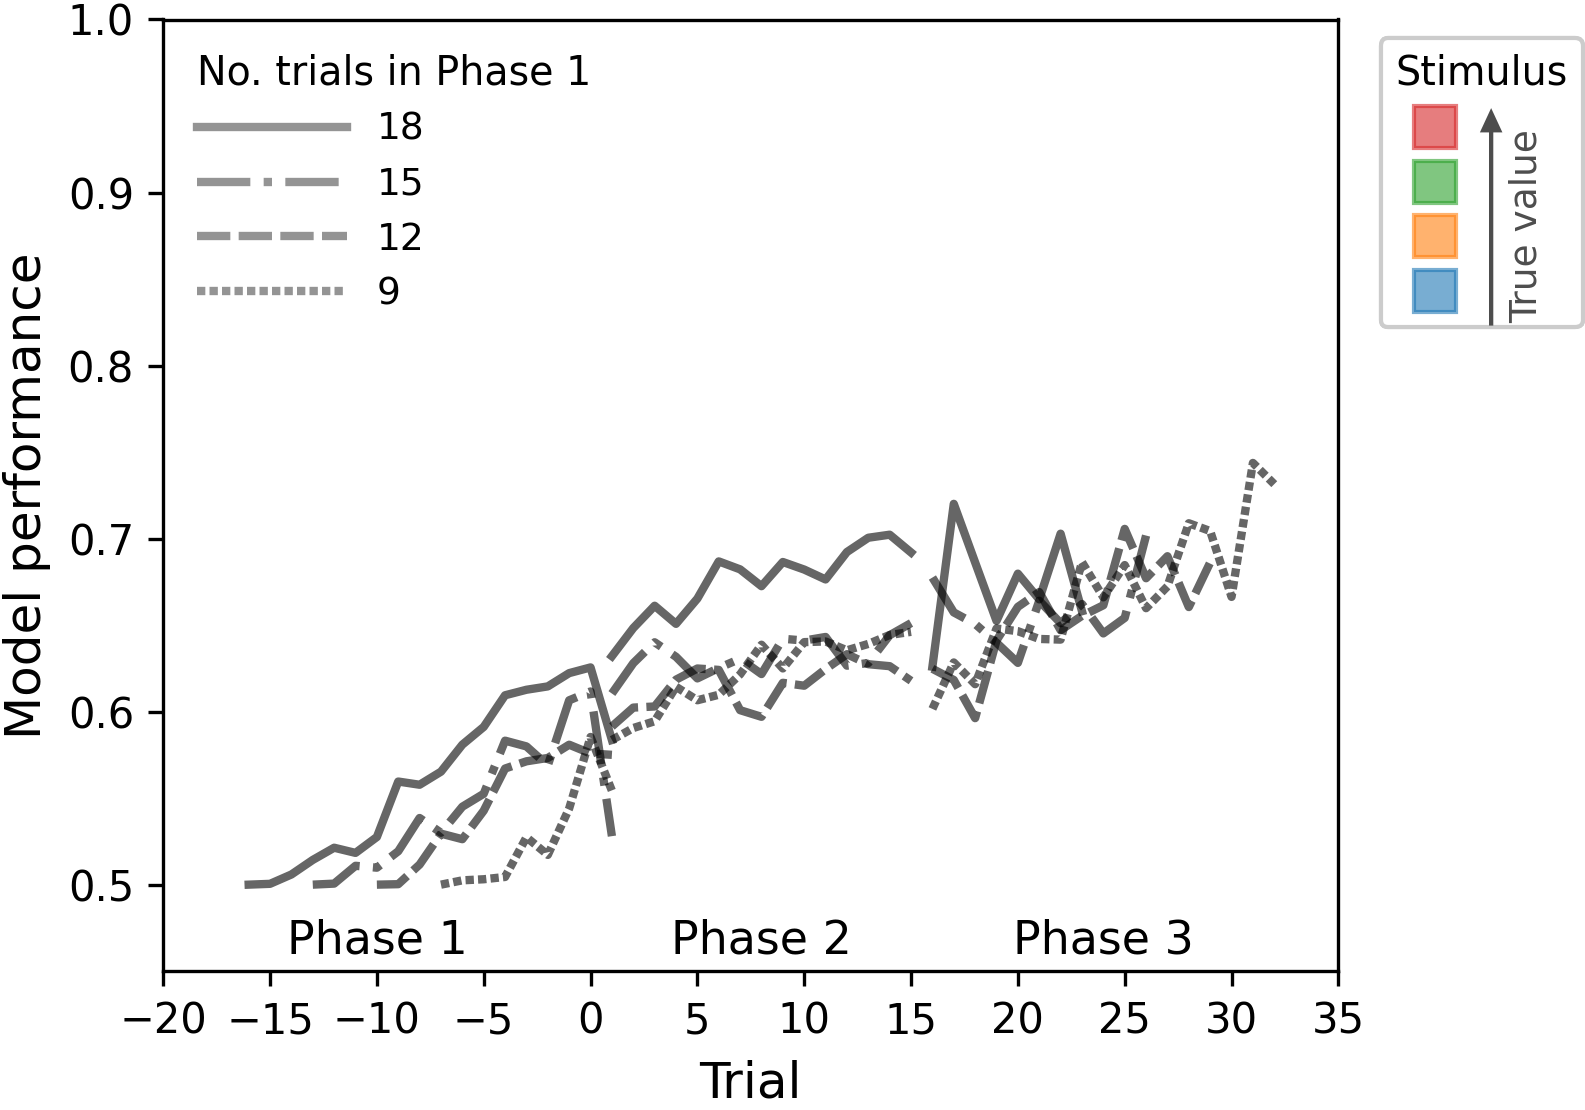 1.0
0.9
0.8
0.7
0.6
0.5
Model performance
No. trials in Phase 1
18
15
12
9
Phase 1 Phase 2 Phase 3
−20 −15 −10 −5 0 5 10 15 20 25 30 35
Trial
Stimulus
True value